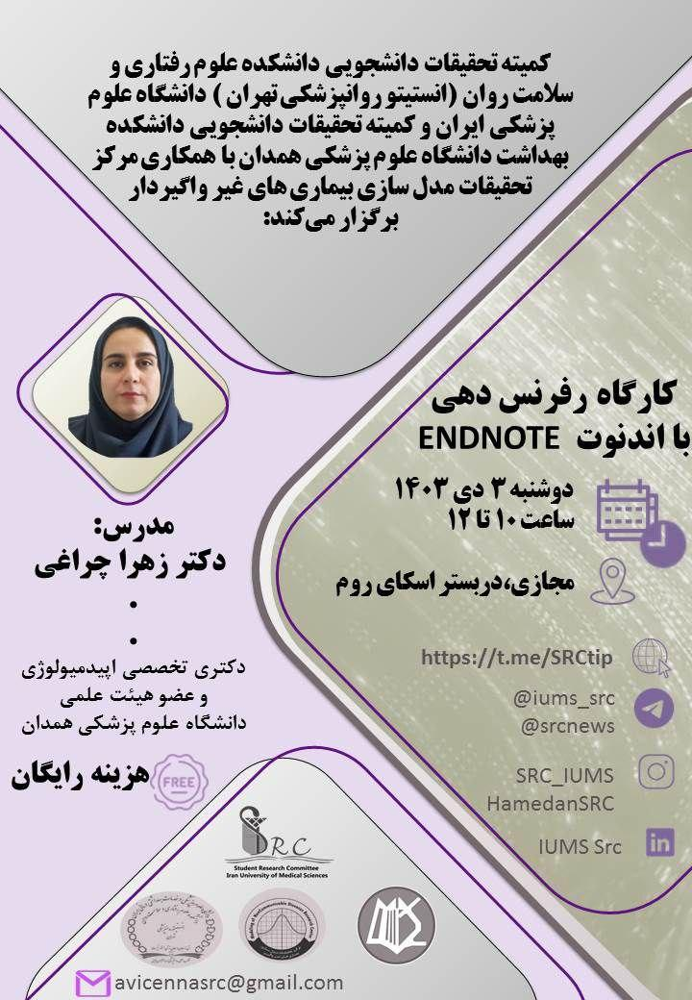 کمیته تحقیقات دانشجویی دانشکده علوم رفتاری و
سلامت روان (انستیتو روانپزشکی تهران ) دانشگاه علوم
پزشکی ایران و کمیته تحقیقات دانشجویی دانشکده
بهداشت دانشگاه علوم پزشکی همدان با همکاری مرکز
تحقیقات مدل سازی بیماری های غیر واگیردار
برگزار می‌کند:
کارگاه رفرنس دهی
با اندنوت ENDNOTE
دوشنبه ۳ دی ۱۴۰۳
ساعت ۱۰ تا ۱۲
مجازی،دربستر اسکای روم
https://t.me/SRCtip
@iums_src
@srcnews
SRC_IUMS
HamedanSRC
IUMS Src
مدرس:
دکتر زهرا چراغی
.
.
دکتری تخصصی اپیدمیولوژی
و عضو هیئت علمی
دانشگاه علوم پزشکی همدان
هزینه رایگان
FREE
SRC
Student Research Committee
Iran University of Medical Sciences
avicennasrc@gmail.com